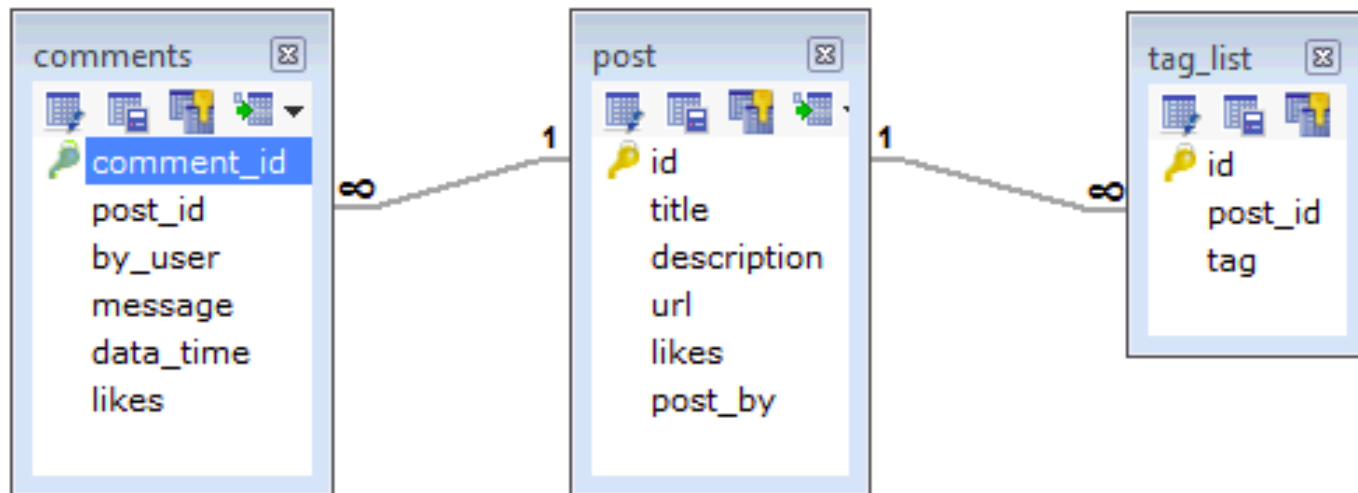 comments
comment_id
post_id
by_user
message
data_time
likes
∞
1
post
id
title
description
url
likes
post_by
1
∞
tag_list
id
post_id
tag